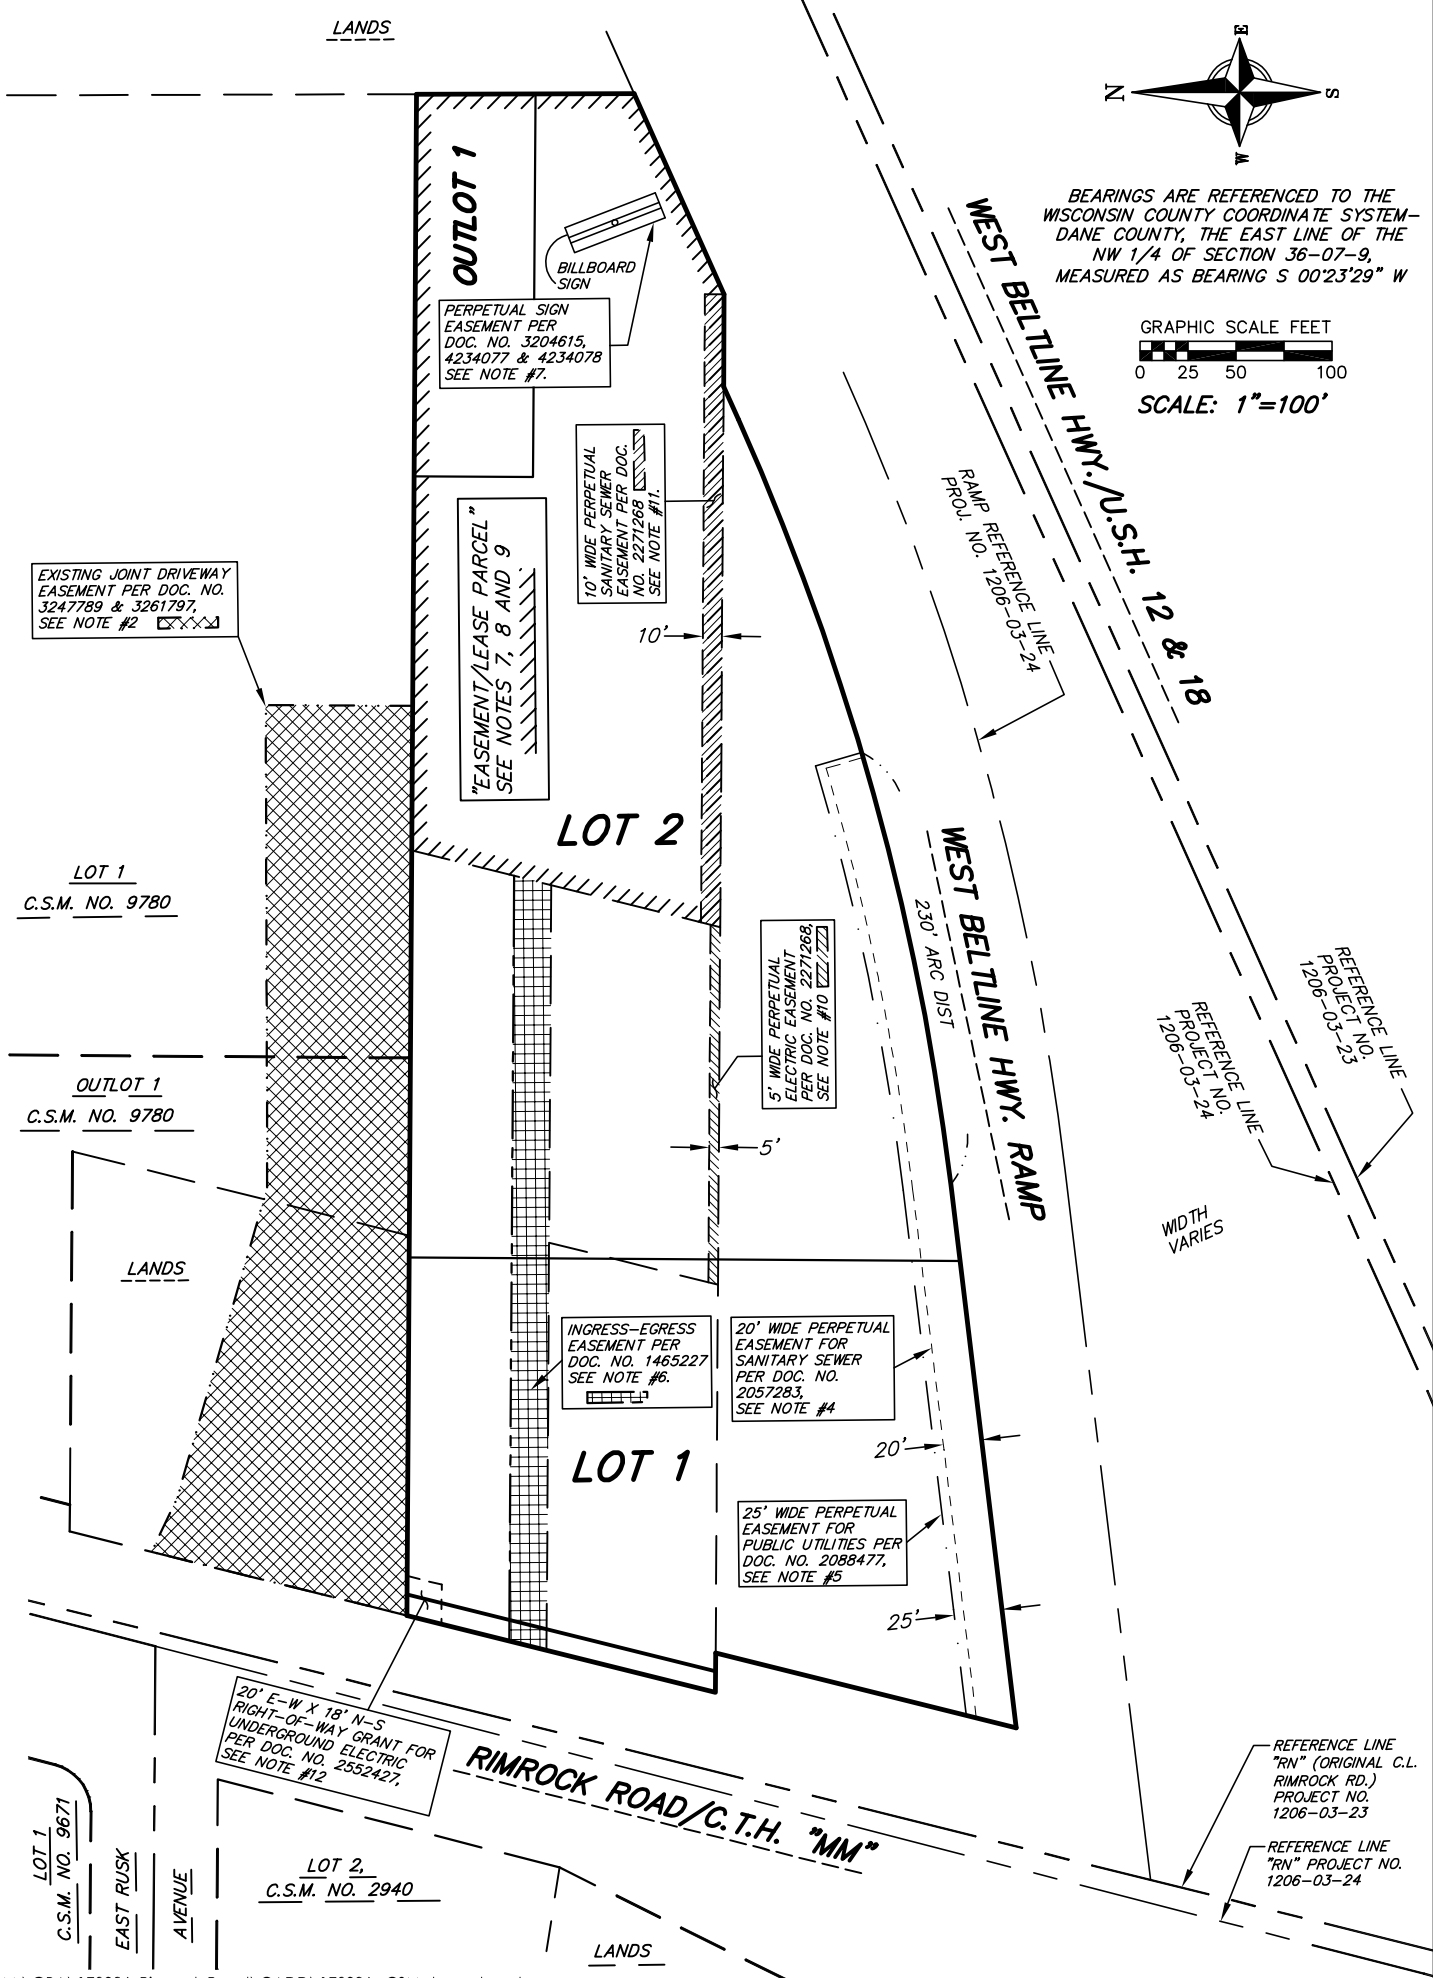 LANDS
N
E
S
W
BEARINGS ARE REFERENCED TO THE
WISCONSIN COUNTY COORDINATE SYSTEM–
DANE COUNTY, THE EAST LINE OF THE
NW 1/4 OF SECTION 36-07-9,
MEASURED AS BEARING S 00°23'29" W
GRAPHIC SCALE FEET
0 25 50 100
SCALE: 1"=100'
OUTLOT 1
BILLBOARD
SIGN
PERPETUAL SIGN
EASEMENT PER
DOC. NO. 3204615,
4234077 & 4234078
SEE NOTE #7.
WEST BELTLINE HWY./U.S.H. 12 & 18
10' WIDE PERPETUAL
SANITARY SEWER
EASEMENT PER DOC.
NO. 2271268
SEE NOTE #11.
10'
"EASEMENT/LEASE PARCEL"
SEE NOTES 7, 8 AND 9
RAMP REFERENCE LINE
PROJ. NO. 1206-03-24
EXISTING JOINT DRIVEWAY
EASEMENT PER DOC. NO.
3247789 & 3261797,
SEE NOTE #2
LOT 2
LOT 1
C.S.M. NO. 9780
OUTLOT 1
C.S.M. NO. 9780
LANDS
5' WIDE PERPETUAL
ELECTRIC EASEMENT
PER DOC. NO. 2271268,
SEE NOTE #10
5'
230' ARC DIST
WEST BELTLINE HWY. RAMP
REFERENCE LINE
PROJECT NO.
1206-03-23
REFERENCE LINE
PROJECT NO.
1206-03-24
WIDTH
VARIES
INGRESS-EGRESS
EASEMENT PER
DOC. NO. 1465227
SEE NOTE #6.
20' WIDE PERPETUAL
EASEMENT FOR
SANITARY SEWER
PER DOC. NO.
2057283,
SEE NOTE #4
20'
LOT 1
25' WIDE PERPETUAL
EASEMENT FOR
PUBLIC UTILITIES PER
DOC. NO. 2088477,
SEE NOTE #5
25'
20' E-W X 18' N-S
RIGHT-OF-WAY GRANT FOR
UNDERGROUND ELECTRIC
PER DOC. NO. 2552427,
SEE NOTE #12
RIMROCK ROAD/C.T.H. "MM"
REFERENCE LINE
"RN" (ORIGINAL C.L.
RIMROCK RD.)
PROJECT NO.
1206-03-23
REFERENCE LINE
"RN" PROJECT NO.
1206-03-24
LOT 1
C.S.M. NO. 9671
EAST RUSK
AVENUE
LOT 2,
C.S.M. NO. 2940
LANDS